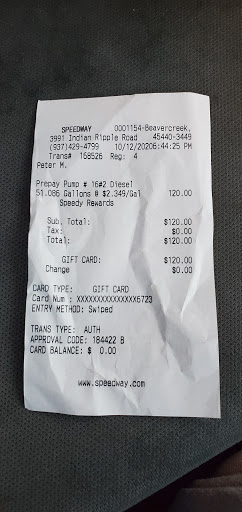 SPEEDWAY 0001154-Beavercreek,
3991 Indian Ripple Road 45440-3449
(937)429-4799 10/12/20206:44:25 PM
Trans# 168526 Reg: 4
Peter M.
Prepay Pump # 16#2 Diesel
51.086 Gallons @ $2.349/Gal 120.00
Speedy Rewards
Sub. Total: $120.00
Tax: $0.00
Total: $120.00
GIFT CARD: $120.00
Change $0.00
CARD TYPE: GIFT CARD
Card Num : XXXXXXXXXXXXXXX6723
ENTRY METHOD: Swiped
TRANS TYPE: AUTH
APPROVAL CODE: 184422 B
CARD BALANCE: $ 0.00
www.speedway.com